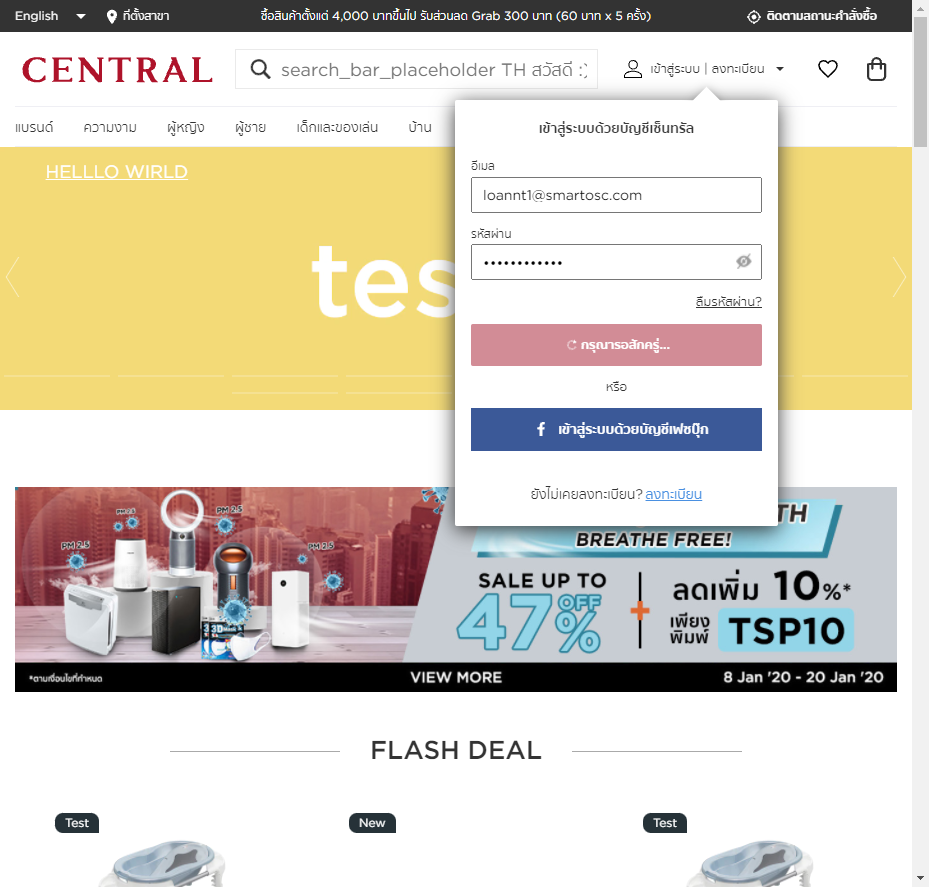 English
ที่ตั้งสาขา
ซื้อสินค้าตั้งแต่ 4,000 บาทขึ้นไป รับส่วนลด Grab 300 บาท (60 บาท x 5 ครั้ง)
ติดตามสถานะคำสั่งซื้อ
CENTRAL
search_bar_placeholder TH สวัสดี :)
เข้าสู่ระบบ | ลงทะเบียน
แบรนด์
ความงาม
ผู้หญิง
ผู้ชาย
เด็กและของเล่น
บ้าน
HELLLO WIRLD
tes
เข้าสู่ระบบด้วยบัญชีเซ็นทรัล
อีเมล
loannt1@smartosc.com
รหัสผ่าน
••••••••••••
ลืมรหัสผ่าน?
กรุณารอสักครู่...
หรือ
f เข้าสู่ระบบด้วยบัญชีเฟซบุ๊ก
ยังไม่เคยลงทะเบียน? ลงทะเบียน
PM 2.5
PM 2.5
PM 2.5
PM 2.5
3D Mask
TH
BREATHE FREE!
SALE UP TO
47% OFF
+
ลดเพิ่ม 10%*
เพียงพิมพ์ TSP10
*ตามเงื่อนไขที่กำหนด
VIEW MORE
8 Jan '20 - 20 Jan '20
FLASH DEAL
Test
New
Test